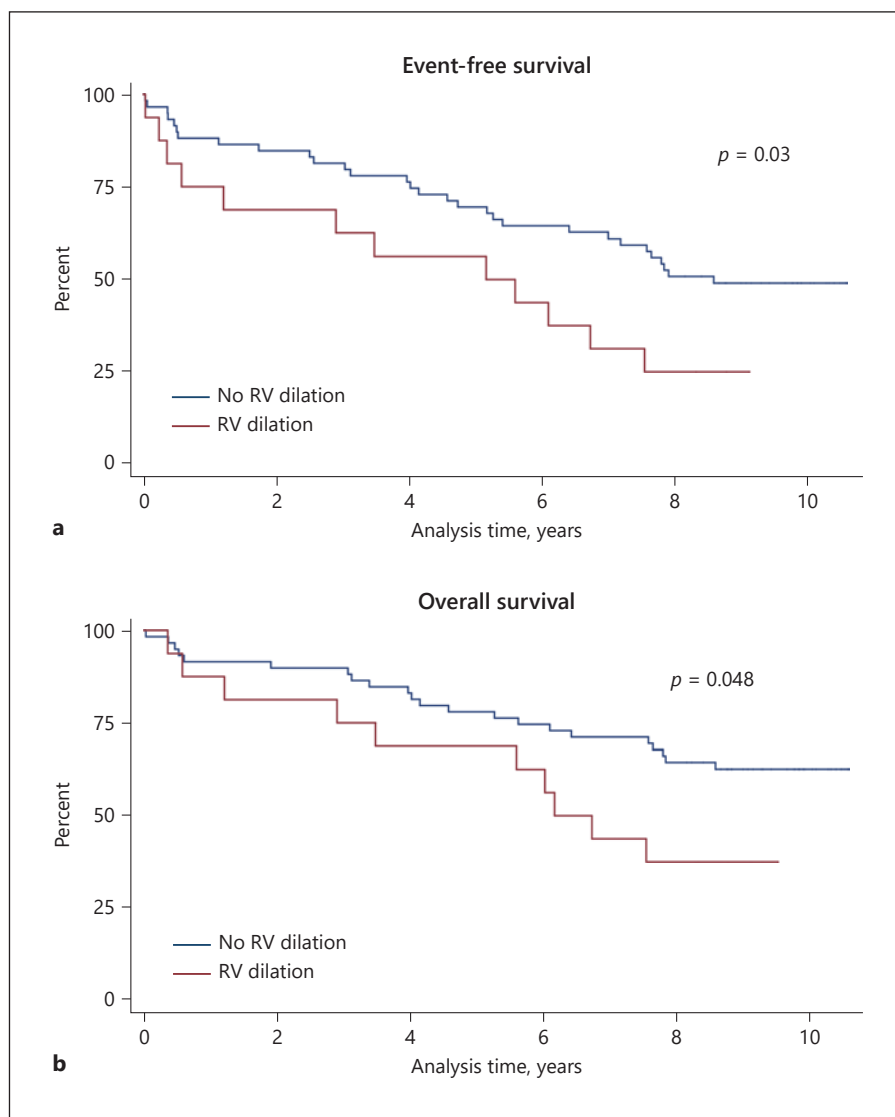 Event-free survival
100
75
50
25
0
Percent
p = 0.03
No RV dilation
RV dilation
0 2 4 6 8 10
Analysis time, years
a
Overall survival
100
75
50
25
0
Percent
p = 0.048
No RV dilation
RV dilation
0 2 4 6 8 10
Analysis time, years
b